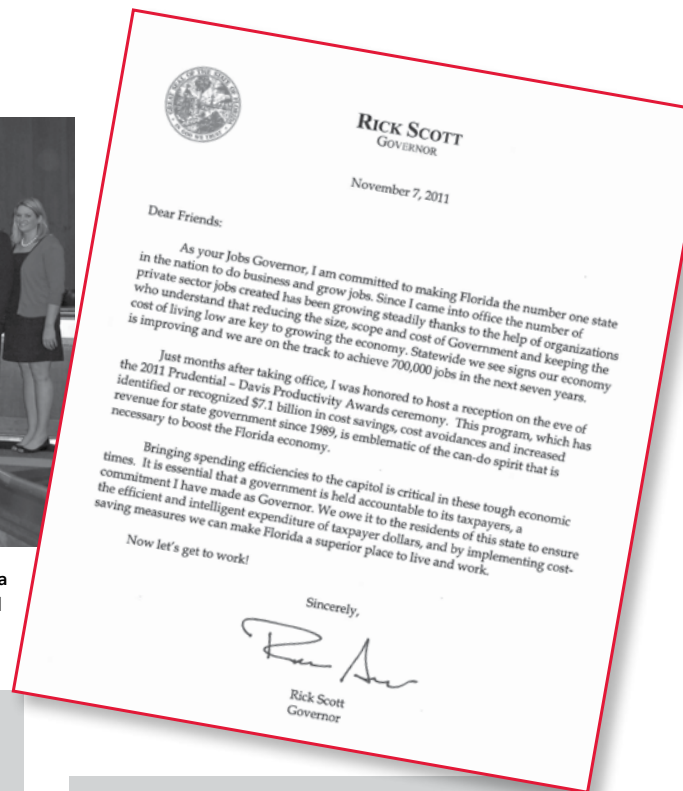 GREAT SEAL OF THE STATE OF FLORIDA
IN GOD WE TRUST
RICK SCOTT
GOVERNOR
November 7, 2011
Dear Friends:
As your Jobs Governor, I am committed to making Florida the number one state
in the nation to do business and grow jobs. Since I came into office the number of
private sector jobs created has been growing steadily thanks to the help of organizations
who understand that reducing the size, scope and cost of Government and keeping the
cost of living low are key to growing the economy. Statewide we see signs our economy
is improving and we are on the track to achieve 700,000 jobs in the next seven years.
Just months after taking office, I was honored to host a reception on the eve of
the 2011 Prudential – Davis Productivity Awards ceremony. This program, which has
identified or recognized $7.1 billion in cost savings, cost avoidances and increased
revenue for state government since 1989, is emblematic of the can-do spirit that is
necessary to boost the Florida economy.
Bringing spending efficiencies to the capitol is critical in these tough economic
times. It is essential that a government is held accountable to its taxpayers, a
commitment I have made as Governor. We owe it to the residents of this state to ensure
the efficient and intelligent expenditure of taxpayer dollars, and by implementing cost-
saving measures we can make Florida a superior place to live and work.
Now let's get to work!
Sincerely,
Rick Scott
Governor
a